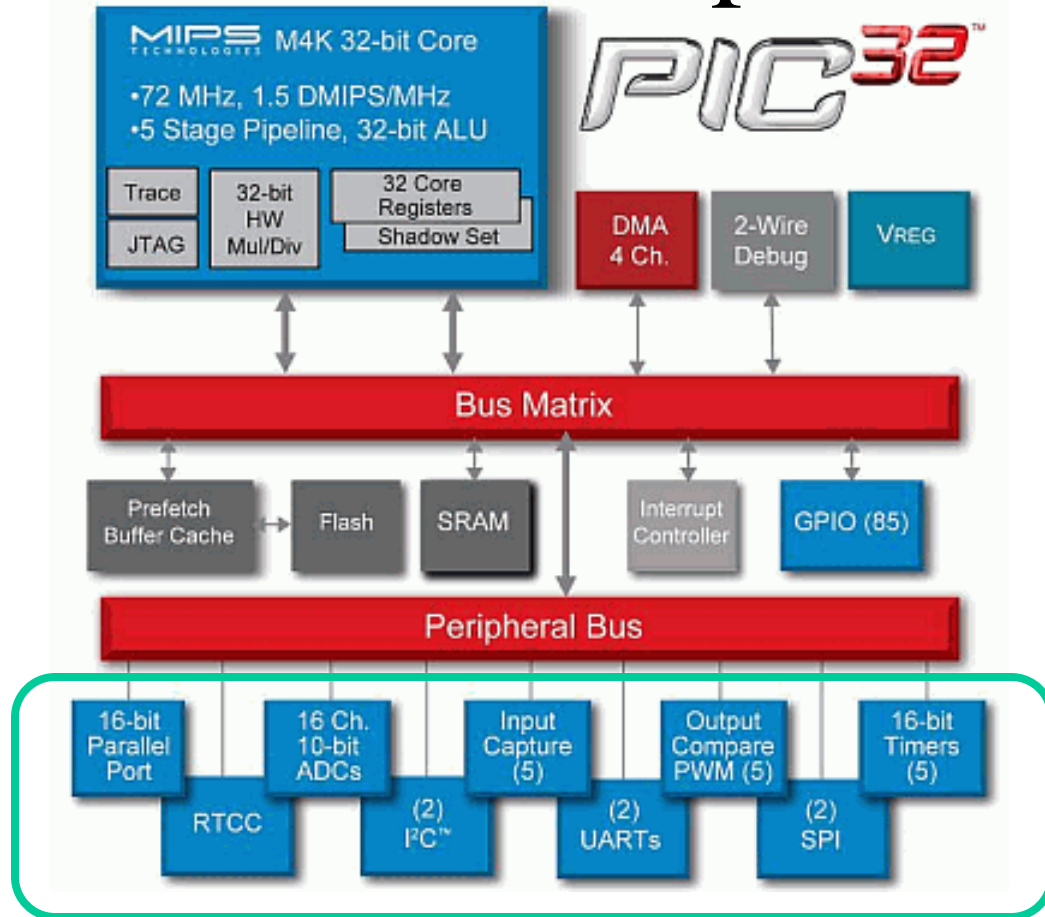 MIPS TECHNOLOGIES M4K 32-bit Core
•72 MHz, 1.5 DMIPS/MHz
•5 Stage Pipeline, 32-bit ALU
Trace
JTAG
32-bit
HW
Mul/Div
32 Core
Registers
Shadow Set
PIC32™
DMA
4 Ch.
2-Wire
Debug
VREG
Bus Matrix
Prefetch
Buffer Cache
Flash
SRAM
Interrupt
Controller
GPIO (85)
Peripheral Bus
16-bit
Parallel
Port
RTCC
16 Ch.
10-bit
ADCs
(2)
I²C™
Input
Capture
(5)
(2)
UARTs
Output
Compare
PWM (5)
(2)
SPI
16-bit
Timers
(5)